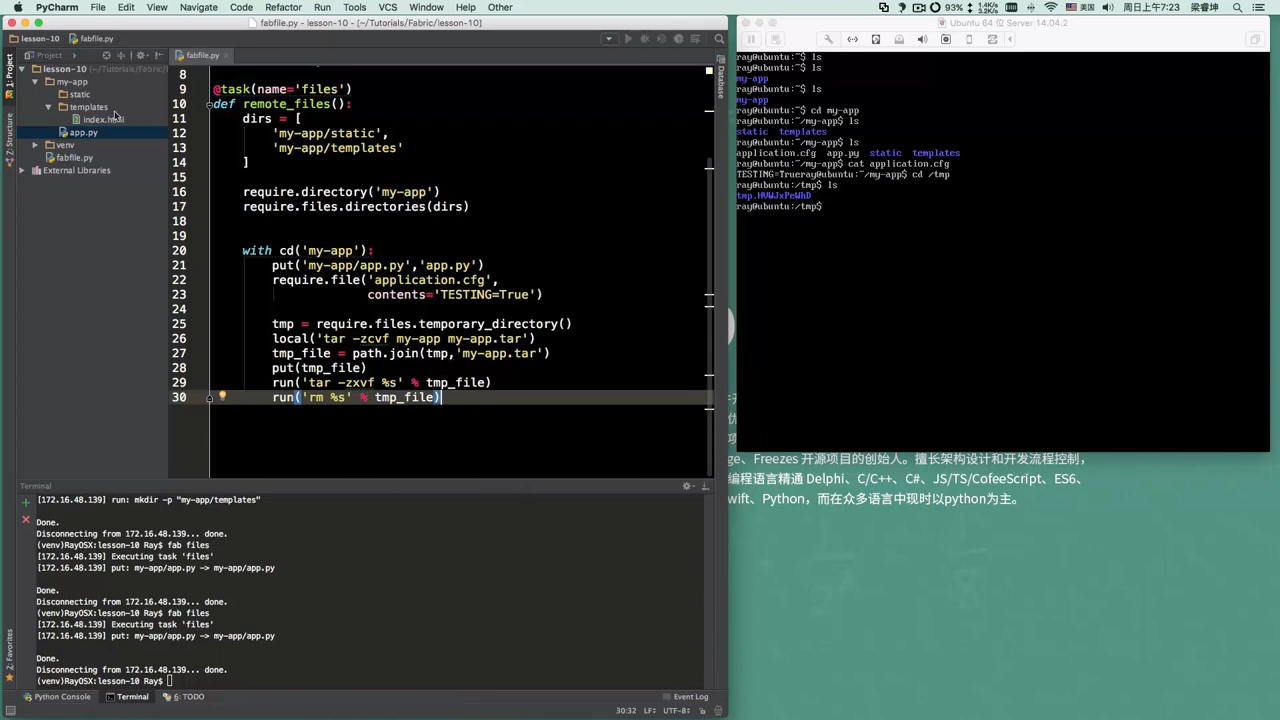 PyCharm File Edit View Navigate Code Refactor Run Tools VCS Window Help Other
93% 美国 周日上午7:23 梁睿坤
fabfile.py - lesson-10 - [~/Tutorials/Fabric/lesson-10]
lesson-10 fabfile.py
Project
fabfile.py
lesson-10 (~/Tutorials/Fabric/l
my-app
static
templates
index.html
app.py
venv
fabfile.py
External Libraries
1: Project
Z: Structure
2: Favorites
Database
8
9 @task(name='files')
10 def remote_files():
11 dirs = [
12 'my-app/static',
13 'my-app/templates'
14 ]
15
16 require.directory('my-app')
17 require.files.directories(dirs)
18
19
20 with cd('my-app'):
21 put('my-app/app.py','app.py')
22 require.file('application.cfg',
23 contents='TESTING=True')
24
25 tmp = require.files.temporary_directory()
26 local('tar -zcvf my-app my-app.tar')
27 tmp_file = path.join(tmp,'my-app.tar')
28 put(tmp_file)
29 run('tar -zxvf %s' % tmp_file)
30 run('rm %s' % tmp_file)
Terminal
[172.16.48.139] run: mkdir -p "my-app/templates"
Done.
Disconnecting from 172.16.48.139... done.
(venv)RayOSX:lesson-10 Ray$ fab files
[172.16.48.139] Executing task 'files'
[172.16.48.139] put: my-app/app.py -> my-app/app.py
Done.
Disconnecting from 172.16.48.139... done.
(venv)RayOSX:lesson-10 Ray$ fab files
[172.16.48.139] Executing task 'files'
[172.16.48.139] put: my-app/app.py -> my-app/app.py
Done.
Disconnecting from 172.16.48.139... done.
(venv)RayOSX:lesson-10 Ray$
Python Console Terminal 6: TODO Event Log
30:32 LF÷ UTF-8÷
Ubuntu 64 位 Server 14.04.2
ray@ubuntu:~$ ls
ray@ubuntu:~$ ls
my-app
ray@ubuntu:~$ ls
my-app
ray@ubuntu:~$ cd my-app
ray@ubuntu:~/my-app$ ls
static templates
ray@ubuntu:~/my-app$ ls
application.cfg app.py static templates
ray@ubuntu:~/my-app$ cat application.cfg
TESTING=Trueray@ubuntu:~/my-app$ cd /tmp
ray@ubuntu:/tmp$ ls
tmp.HVWJxPeWhD
ray@ubuntu:/tmp$
ge、Freezes 开源项目的创始人。擅长架构设计和开发流程控制，
编程语言精通 Delphi、C/C++、C#、JS/TS/CofeeScript、ES6、
wift、Python，而在众多语言中现时以python为主。